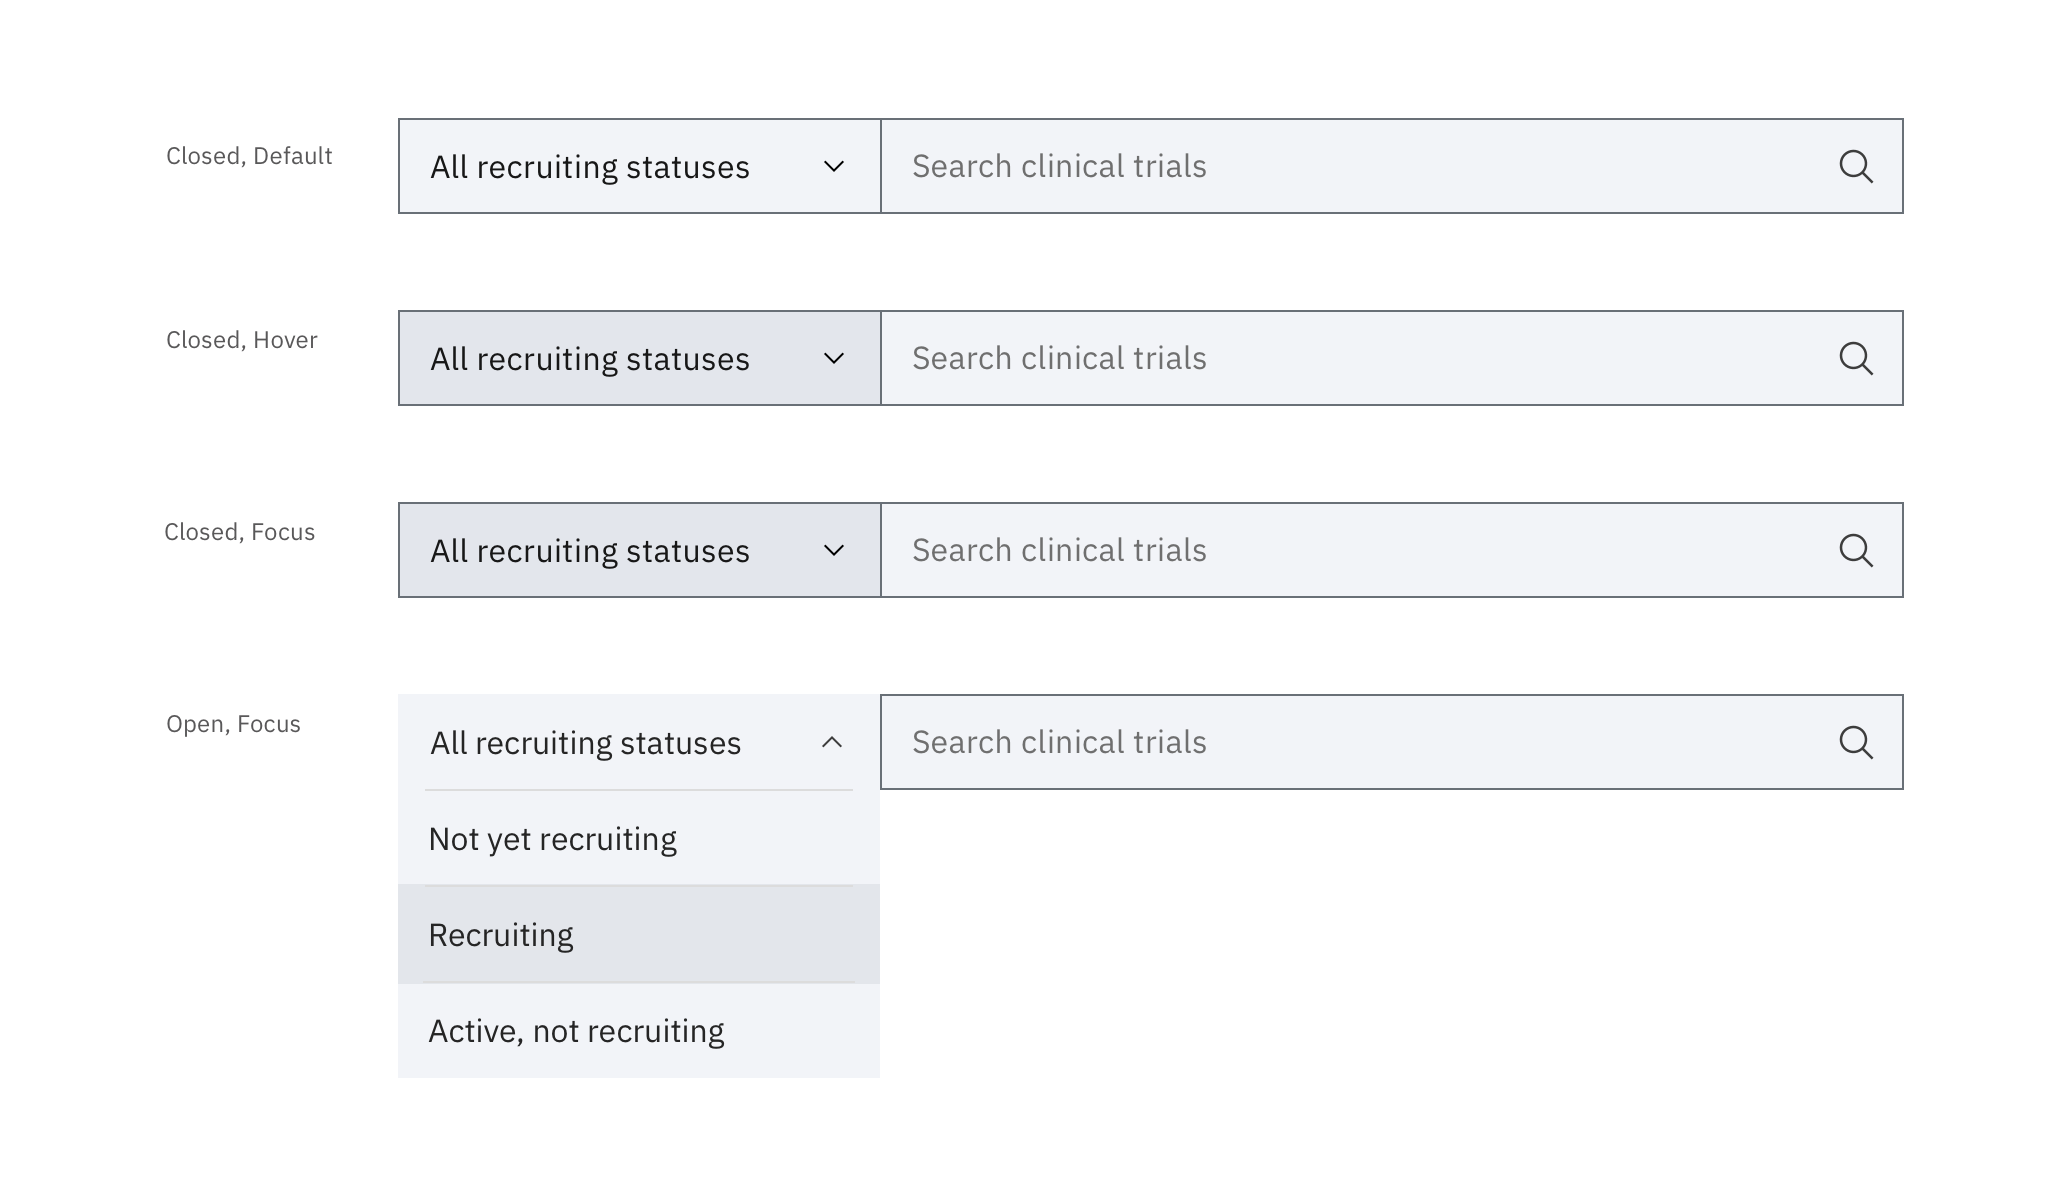 Closed, Default
All recruiting statuses
Search clinical trials
Closed, Hover
All recruiting statuses
Search clinical trials
Closed, Focus
All recruiting statuses
Search clinical trials
Open, Focus
All recruiting statuses
Search clinical trials
Not yet recruiting
Recruiting
Active, not recruiting